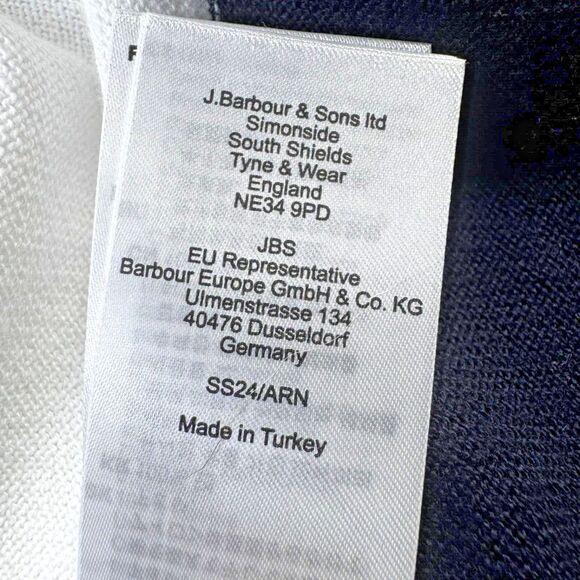 J.Barbour & Sons ltd
Simonside
South Shields
Tyne & Wear
England
NE34 9PD
JBS
EU Representative
Barbour Europe GmbH & Co. KG
Ulmenstrasse 134
40476 Dusseldorf
Germany
SS24/ARN
Made in Turkey